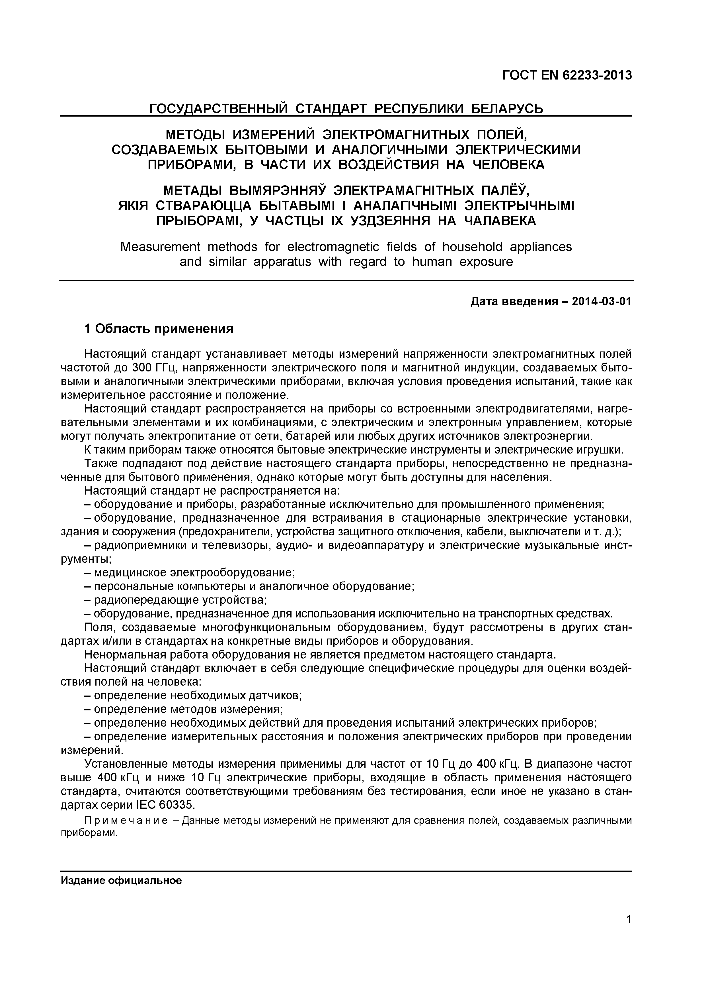 ГОСТ EN 62233-2013
ГОСУДАРСТВЕННЫЙ СТАНДАРТ РЕСПУБЛИКИ БЕЛАРУСЬ
МЕТОДЫ ИЗМЕРЕНИЙ ЭЛЕКТРОМАГНИТНЫХ ПОЛЕЙ,
СОЗДАВАЕМЫХ БЫТОВЫМИ И АНАЛОГИЧНЫМИ ЭЛЕКТРИЧЕСКИМИ
ПРИБОРАМИ, В ЧАСТИ ИХ ВОЗДЕЙСТВИЯ НА ЧЕЛОВЕКА
МЕТАДЫ ВЫМЯРЭННЯЎ ЭЛЕКТРАМАГНІТНЫХ ПАЛЁЎ,
ЯКІЯ СТВАРАЮЦЦА БЫТАВЫМІ І АНАЛАГІЧНЫМІ ЭЛЕКТРЫЧНЫМІ
ПРЫБОРАМІ, У ЧАСТЦЫ ІХ УЗДЗЕЯННЯ НА ЧАЛАВЕКА
Measurement methods for electromagnetic fields of household appliances
and similar apparatus with regard to human exposure
Дата введения – 2014-03-01
1 Область применения
Настоящий стандарт устанавливает методы измерений напряженности электромагнитных полей
частотой до 300 ГГц, напряженности электрического поля и магнитной индукции, создаваемых быто-
выми и аналогичными электрическими приборами, включая условия проведения испытаний, такие как
измерительное расстояние и положение.
Настоящий стандарт распространяется на приборы со встроенными электродвигателями, нагре-
вательными элементами и их комбинациями, с электрическим и электронным управлением, которые
могут получать электропитание от сети, батарей или любых других источников электроэнергии.
К таким приборам также относятся бытовые электрические инструменты и электрические игрушки.
Также подпадают под действие настоящего стандарта приборы, непосредственно не предназна-
ченные для бытового применения, однако которые могут быть доступны для населения.
Настоящий стандарт не распространяется на:
– оборудование и приборы, разработанные исключительно для промышленного применения;
– оборудование, предназначенное для встраивания в стационарные электрические установки,
здания и сооружения (предохранители, устройства защитного отключения, кабели, выключатели и т. д.);
– радиоприемники и телевизоры, аудио- и видеоаппаратуру и электрические музыкальные инст-
рументы;
– медицинское электрооборудование;
– персональные компьютеры и аналогичное оборудование;
– радиопередающие устройства;
– оборудование, предназначенное для использования исключительно на транспортных средствах.
Поля, создаваемые многофункциональным оборудованием, будут рассмотрены в других стан-
дартах и/или в стандартах на конкретные виды приборов и оборудования.
Ненормальная работа оборудования не является предметом настоящего стандарта.
Настоящий стандарт включает в себя следующие специфические процедуры для оценки воздей-
ствия полей на человека:
– определение необходимых датчиков;
– определение методов измерения;
– определение необходимых действий для проведения испытаний электрических приборов;
– определение измерительных расстояния и положения электрических приборов при проведении
измерений.
Установленные методы измерения применимы для частот от 10 Гц до 400 кГц. В диапазоне частот
выше 400 кГц и ниже 10 Гц электрические приборы, входящие в область применения настоящего
стандарта, считаются соответствующими требованиям без тестирования, если иное не указано в стан-
дартах серии IEC 60335.
Примечание – Данные методы измерений не применяют для сравнения полей, создаваемых различными
приборами.
Издание официальное
1